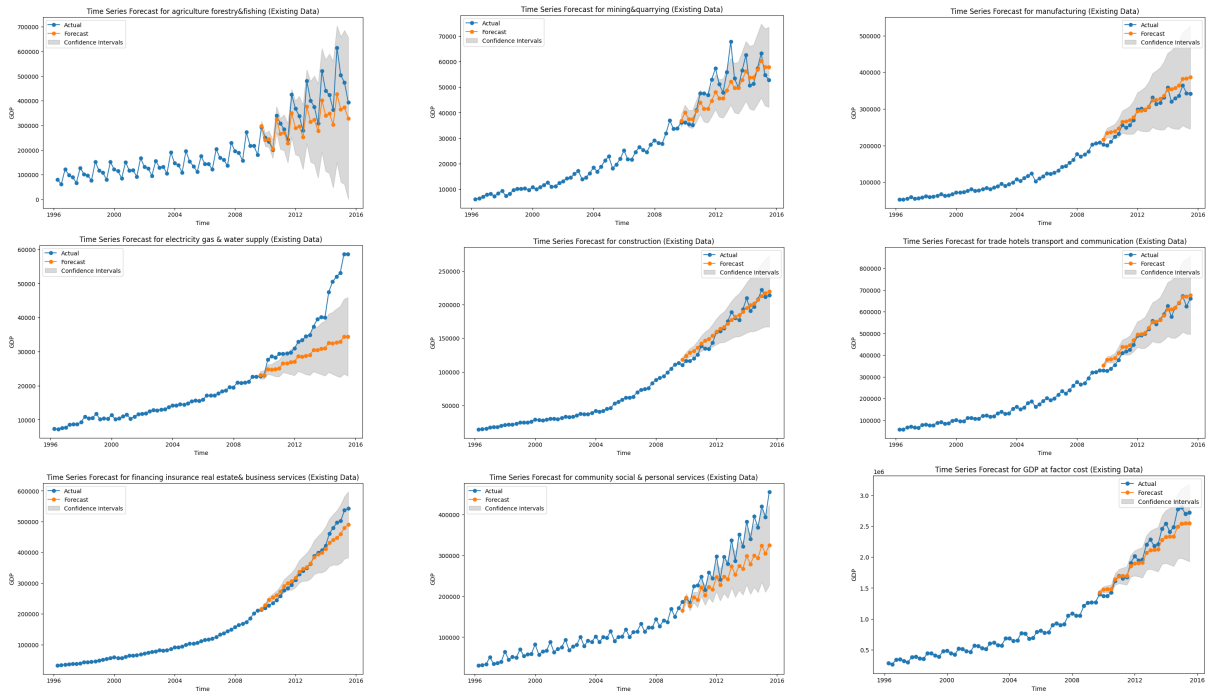 Time Series Forecast for agriculture forestry&fishing (Existing Data)
Actual
Forecast
Confidence Intervals
700000
600000
500000
400000
300000
200000
100000
0
GDP
1996 2000 2004 2008 2012 2016
Time
Time Series Forecast for mining&quarrying (Existing Data)
Actual
Forecast
Confidence Intervals
70000
60000
50000
40000
30000
20000
10000
GDP
1996 2000 2004 2008 2012 2016
Time
Time Series Forecast for manufacturing (Existing Data)
Actual
Forecast
Confidence Intervals
500000
400000
300000
200000
100000
GDP
1996 2000 2004 2008 2012 2016
Time
Time Series Forecast for electricity gas & water supply (Existing Data)
Actual
Forecast
Confidence Intervals
60000
50000
40000
30000
20000
10000
GDP
1996 2000 2004 2008 2012 2016
Time
Time Series Forecast for construction (Existing Data)
Actual
Forecast
Confidence Intervals
250000
200000
150000
100000
50000
GDP
1996 2000 2004 2008 2012 2016
Time
Time Series Forecast for trade hotels transport and communication (Existing Data)
Actual
Forecast
Confidence Intervals
800000
700000
600000
500000
400000
300000
200000
100000
GDP
1996 2000 2004 2008 2012 2016
Time
Time Series Forecast for financing insurance real estate& business services (Existing Data)
Actual
Forecast
Confidence Intervals
600000
500000
400000
300000
200000
100000
GDP
1996 2000 2004 2008 2012 2016
Time
Time Series Forecast for community social & personal services (Existing Data)
Actual
Forecast
Confidence Intervals
400000
300000
200000
100000
GDP
1996 2000 2004 2008 2012 2016
Time
Time Series Forecast for GDP at factor cost (Existing Data)
1e6
Actual
Forecast
Confidence Intervals
3.0
2.5
2.0
1.5
1.0
0.5
GDP
1996 2000 2004 2008 2012 2016
Time